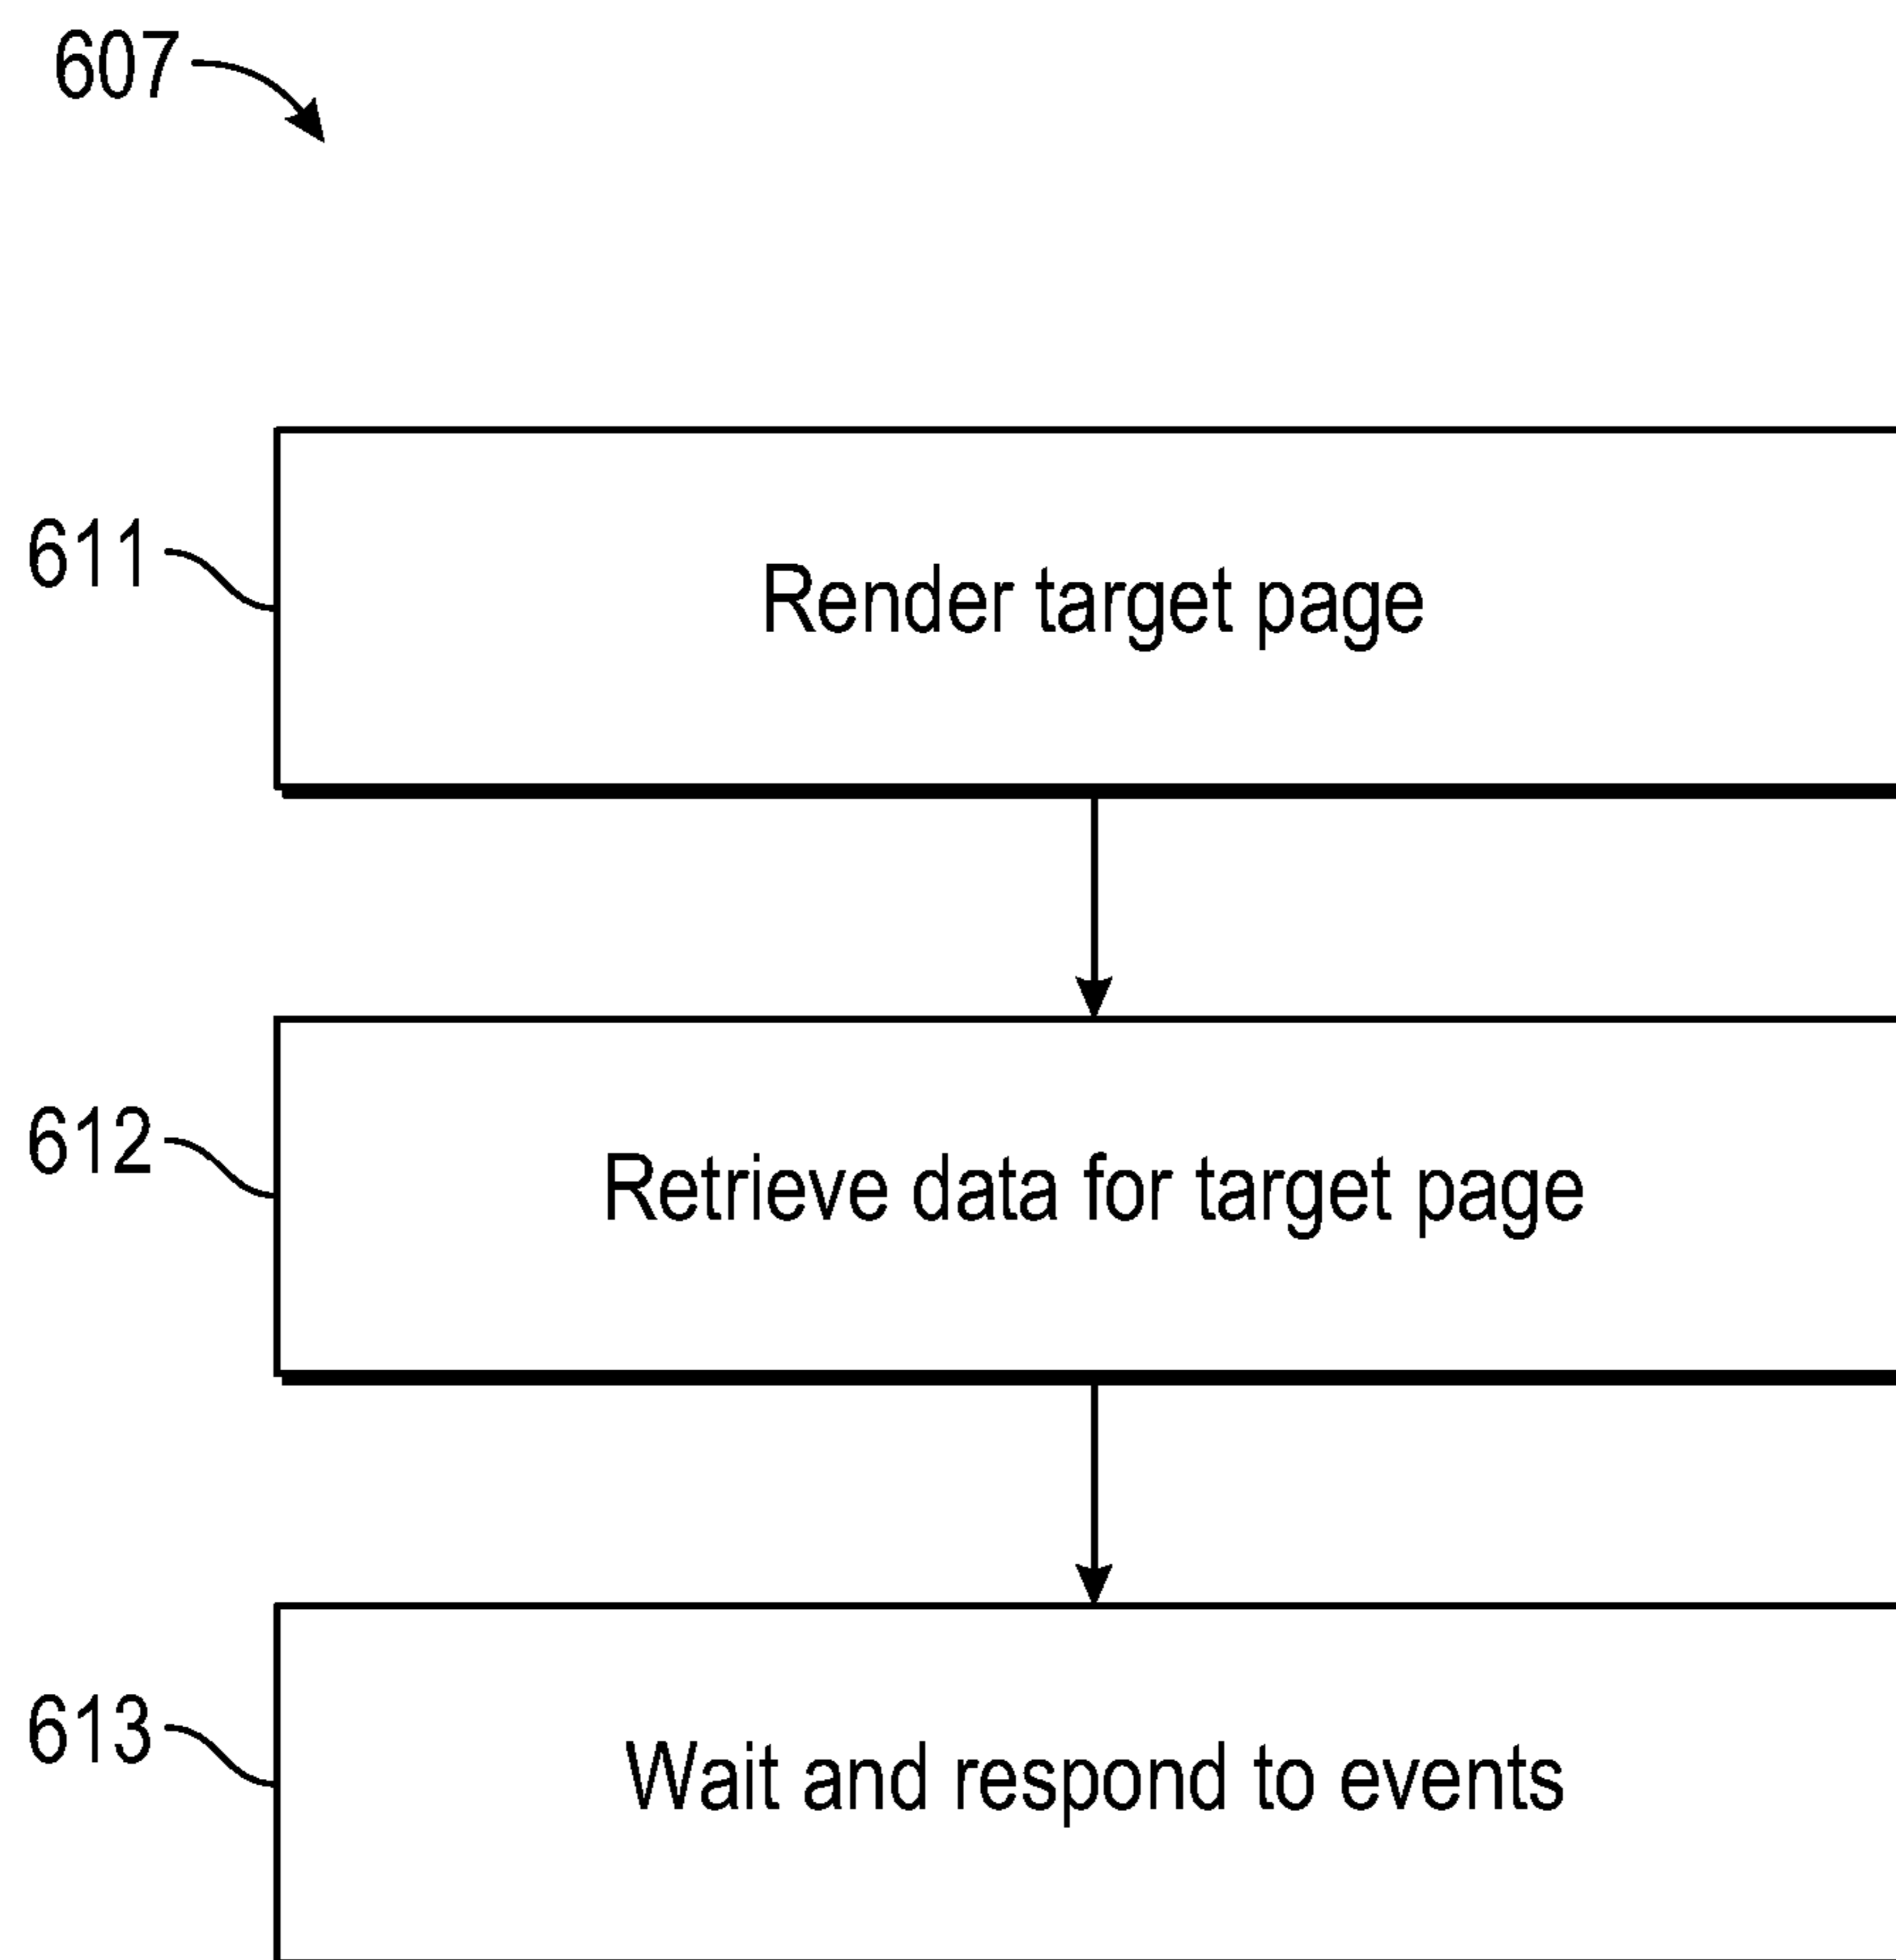 607
611
Render target page
612
Retrieve data for target page
613
Wait and respond to events